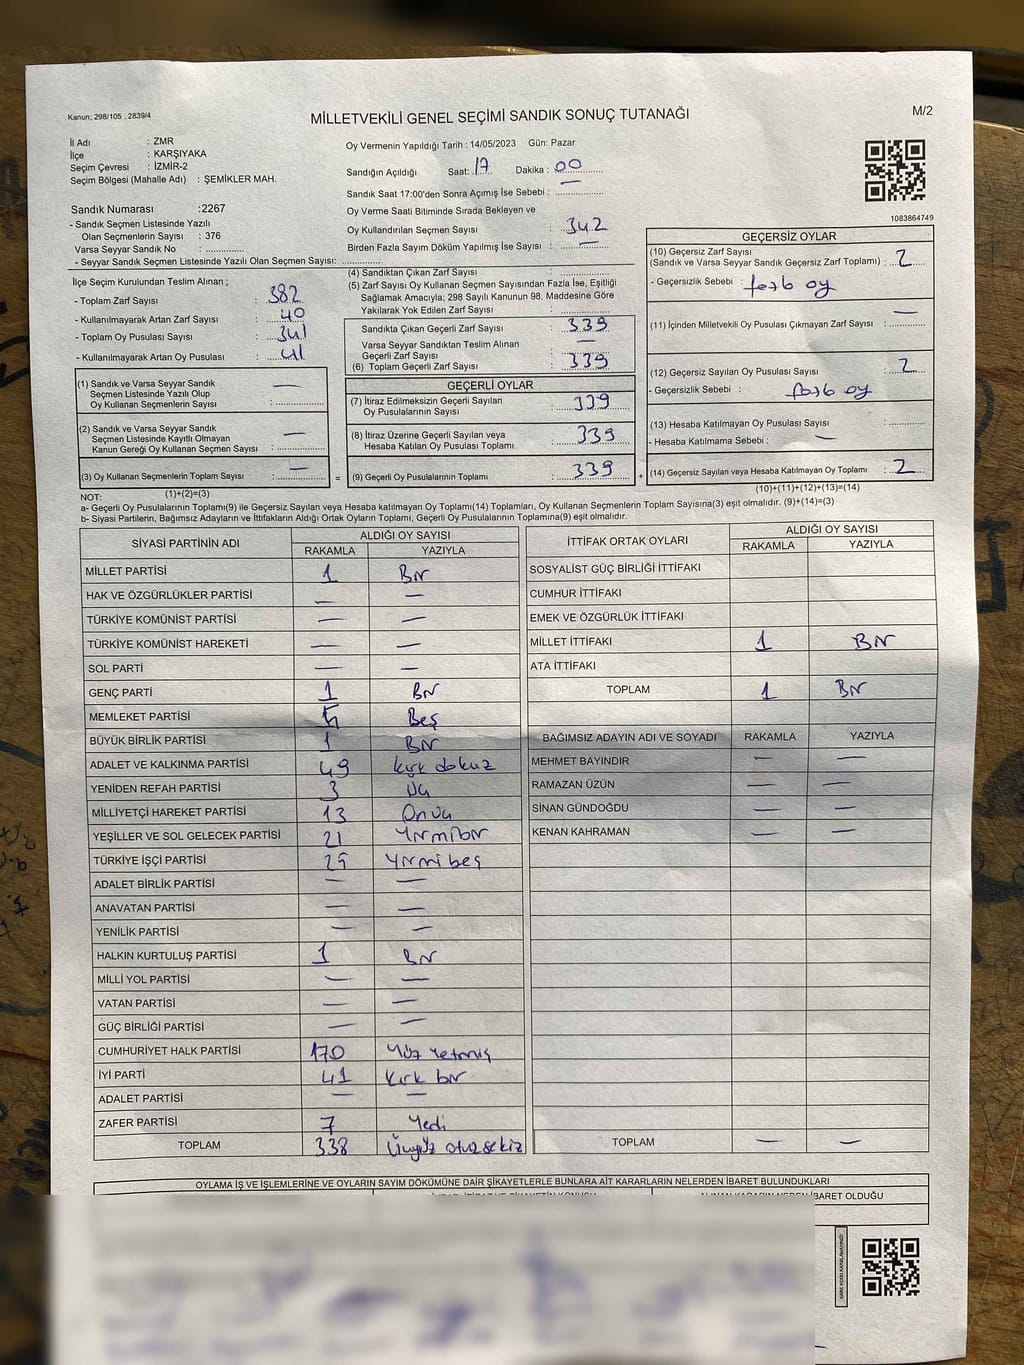 Kanun: 298/105 , 2839/4
MİLLETVEKİLİ GENEL SEÇİMİ SANDIK SONUÇ TUTANAĞI
M/2
İl Adı : ZMR
İlçe : KARŞIYAKA
Seçim Çevresi : İZMİR-2
Seçim Bölgesi (Mahalle Adı) : ŞEMİKLER MAH.
Oy Vermenin Yapıldığı Tarih : 14/05/2023 Gün: Pazar
Sandığın Açıldığı Saat: 17 Dakika : 00
Sandık Saat 17:00'den Sonra Açımış İse Sebebi : —
Sandık Numarası :2267
- Sandık Seçmen Listesinde Yazılı
Olan Seçmenlerin Sayısı : 376
Varsa Seyyar Sandık No : ..............
- Seyyar Sandık Seçmen Listesinde Yazılı Olan Seçmen Sayısı: ..............
Oy Verme Saati Bitiminde Sırada Bekleyen ve
Oy Kullandırılan Seçmen Sayısı : 342
Birden Fazla Sayım Döküm Yapılmış İse Sayısı : —
1083864749
İlçe Seçim Kurulundan Teslim Alınan ;
- Toplam Zarf Sayısı : 382
- Kullanılmayarak Artan Zarf Sayısı : 40
- Toplam Oy Pusulası Sayısı : 341
- Kullanılmayarak Artan Oy Pusulası : 41
(1) Sandık ve Varsa Seyyar Sandık
Seçmen Listesinde Yazılı Olup
Oy Kullanan Seçmenlerin Sayısı : —
(2) Sandık ve Varsa Seyyar Sandık
Seçmen Listesinde Kayıtlı Olmayan
Kanun Gereği Oy Kullanan Seçmen Sayısı : —
(3) Oy Kullanan Seçmenlerin Toplam Sayısı : —
(1)+(2)=(3)
(4) Sandıktan Çıkan Zarf Sayısı : ..............
(5) Zarf Sayısı Oy Kullanan Seçmen Sayısından Fazla İse, Eşitliği
Sağlamak Amacıyla; 298 Sayılı Kanunun 98. Maddesine Göre
Yakılarak Yok Edilen Zarf Sayısı : ..............
Sandıkta Çıkan Geçerli Zarf Sayısı : 339
Varsa Seyyar Sandıktan Teslim Alınan
Geçerli Zarf Sayısı : —
(6) Toplam Geçerli Zarf Sayısı : 339
GEÇERLİ OYLAR
(7) İtiraz Edilmeksizin Geçerli Sayılan
Oy Pusulalarının Sayısı : 339
(8) İtiraz Üzerine Geçerli Sayılan veya
Hesaba Katılan Oy Pusulası Toplamı : 339
= (9) Geçerli Oy Pusulalarının Toplamı : 339 +
GEÇERSİZ OYLAR
(10) Geçersiz Zarf Sayısı
(Sandık ve Varsa Seyyar Sandık Geçersiz Zarf Toplamı) : 2
- Geçersizlik Sebebi : oy
(11) İçinden Milletvekili Oy Pusulası Çıkmayan Zarf Sayısı : —
(12) Geçersiz Sayılan Oy Pusulası Sayısı : 2
- Geçersizlik Sebebi : oy
(13) Hesaba Katılmayan Oy Pusulası Sayısı : ..............
- Hesaba Katılmama Sebebi : —
(14) Geçersiz Sayılan veya Hesaba Katılmayan Oy Toplamı : 2
(10)+(11)+(12)+(13)=(14)
NOT:
a- Geçerli Oy Pusulalarının Toplamı(9) ile Geçersiz Sayılan veya Hesaba katılmayan Oy Toplamı(14) Toplamları, Oy Kullanan Seçmenlerin Toplam Sayısına(3) eşit olmalıdır. (9)+(14)=(3)
b- Siyasi Partilerin, Bağımsız Adayların ve İttifakların Aldığı Ortak Oyların Toplamı, Geçerli Oy Pusulalarının Toplamına(9) eşit olmalıdır.
SİYASİ PARTİNİN ADI ALDIĞI OY SAYISI
RAKAMLA YAZIYLA
MİLLET PARTİSİ 1 Bir
HAK VE ÖZGÜRLÜKLER PARTİSİ — —
TÜRKİYE KOMÜNİST PARTİSİ — —
TÜRKİYE KOMÜNİST HAREKETİ — —
SOL PARTİ — —
GENÇ PARTİ 1 Bir
MEMLEKET PARTİSİ 5 Beş
BÜYÜK BİRLİK PARTİSİ 1 Bir
ADALET VE KALKINMA PARTİSİ 49 kırk dokuz
YENİDEN REFAH PARTİSİ 3 Üç
MİLLİYETÇİ HAREKET PARTİSİ 13 Onüç
YEŞİLLER VE SOL GELECEK PARTİSİ 21 Yirmibir
TÜRKİYE İŞÇİ PARTİSİ 25 Yirmi beş
ADALET BİRLİK PARTİSİ — —
ANAVATAN PARTİSİ — —
YENİLİK PARTİSİ — —
HALKIN KURTULUŞ PARTİSİ 1 Bir
MİLLİ YOL PARTİSİ — —
VATAN PARTİSİ — —
GÜÇ BİRLİĞİ PARTİSİ — —
CUMHURİYET HALK PARTİSİ 170 Yüz Yetmiş
İYİ PARTİ 41 Kırk bir
ADALET PARTİSİ — —
ZAFER PARTİSİ 7 Yedi
TOPLAM 338 Üçyüz otuzsekiz
İTTİFAK ORTAK OYLARI ALDIĞI OY SAYISI
RAKAMLA YAZIYLA
SOSYALİST GÜÇ BİRLİĞİ İTTİFAKI
CUMHUR İTTİFAKI
EMEK VE ÖZGÜRLÜK İTTİFAKI
MİLLET İTTİFAKI 1 Bir
ATA İTTİFAKI
TOPLAM 1 Bir
BAĞIMSIZ ADAYIN ADI VE SOYADI RAKAMLA YAZIYLA
MEHMET BAYINDIR — —
RAMAZAN ÜZÜN — —
SİNAN GÜNDOĞDU — —
KENAN KAHRAMAN — —
TOPLAM — —
OYLAMA İŞ VE İŞLEMLERİNE VE OYLARIN SAYIM DÖKÜMÜNE DAİR ŞİKAYETLERLE BUNLARA AİT KARARLARIN NELERDEN İBARET BULUNDUKLARI
İBARET OLDUĞU